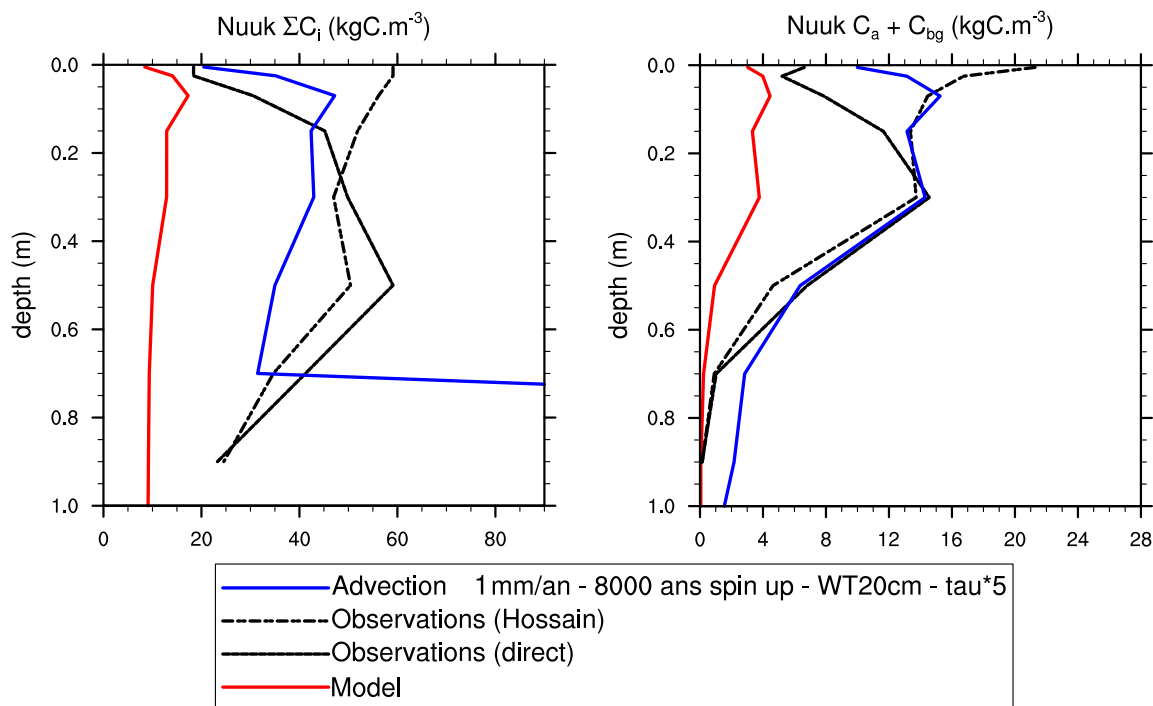 Nuuk ΣCᵢ (kgC.m⁻³)
Nuuk Cₐ + C_bg (kgC.m⁻³)
0.0
0.2
0.4
0.6
0.8
1.0
depth (m)
0 20 40 60 80
0.0
0.2
0.4
0.6
0.8
1.0
depth (m)
0 4 8 12 16 20 24 28
Advection 1mm/an - 8000 ans spin up - WT20cm - tau*5
Observations (Hossain)
Observations (direct)
Model